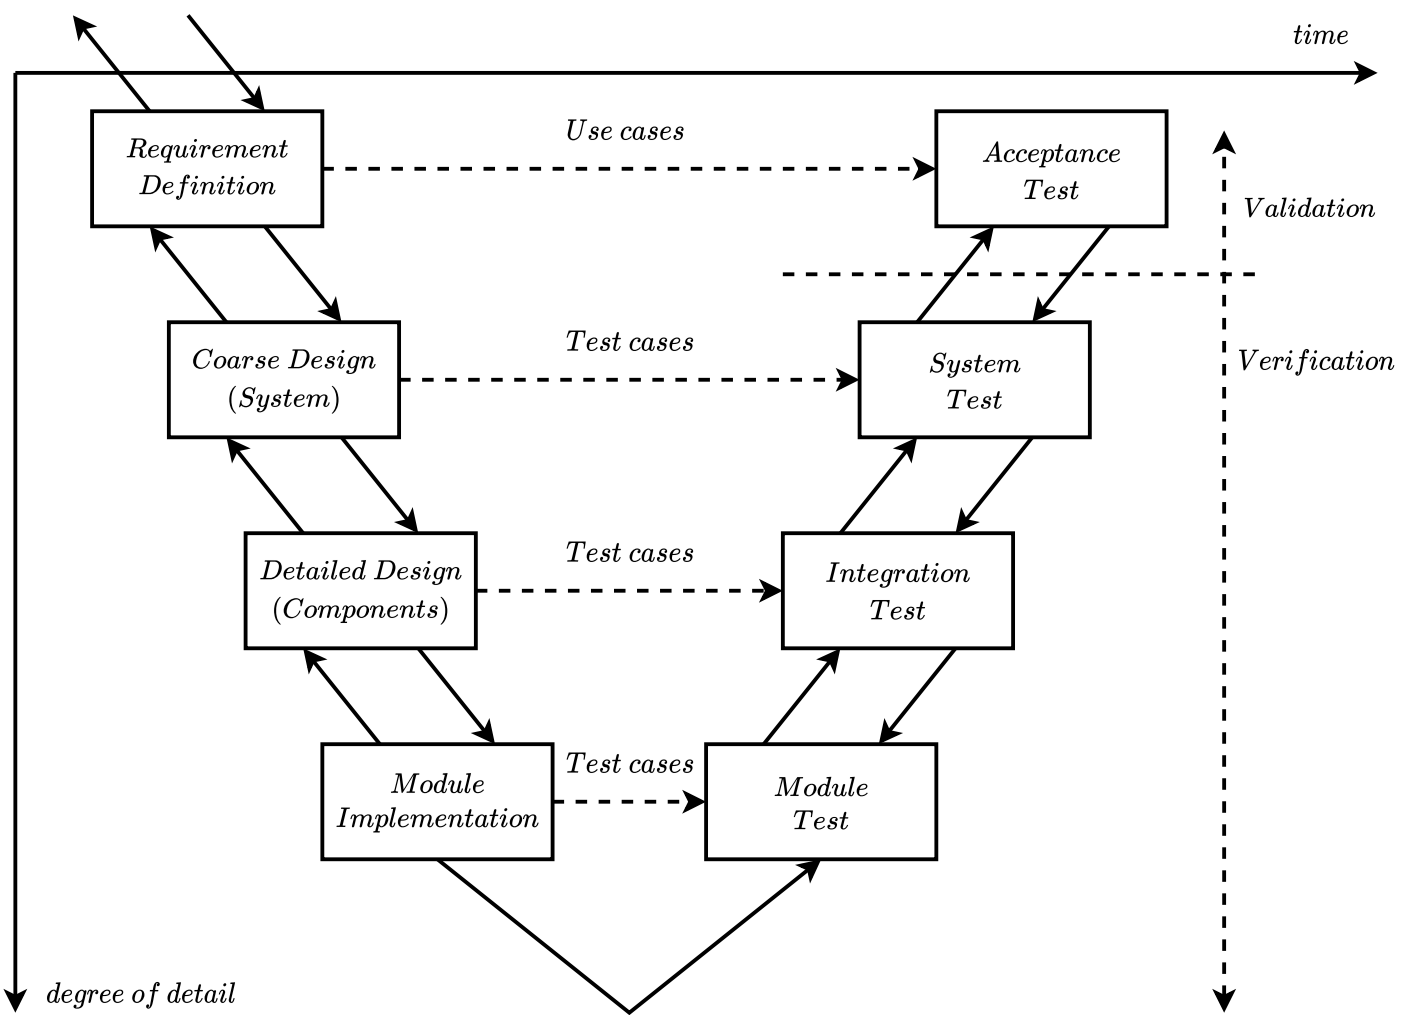 time
Use cases
Requirement
Definition
Acceptance
Test
Validation
Test cases
Coarse Design
(System)
System
Test
Verification
Test cases
Detailed Design
(Components)
Integration
Test
Test cases
Module
Implementation
Module
Test
degree of detail